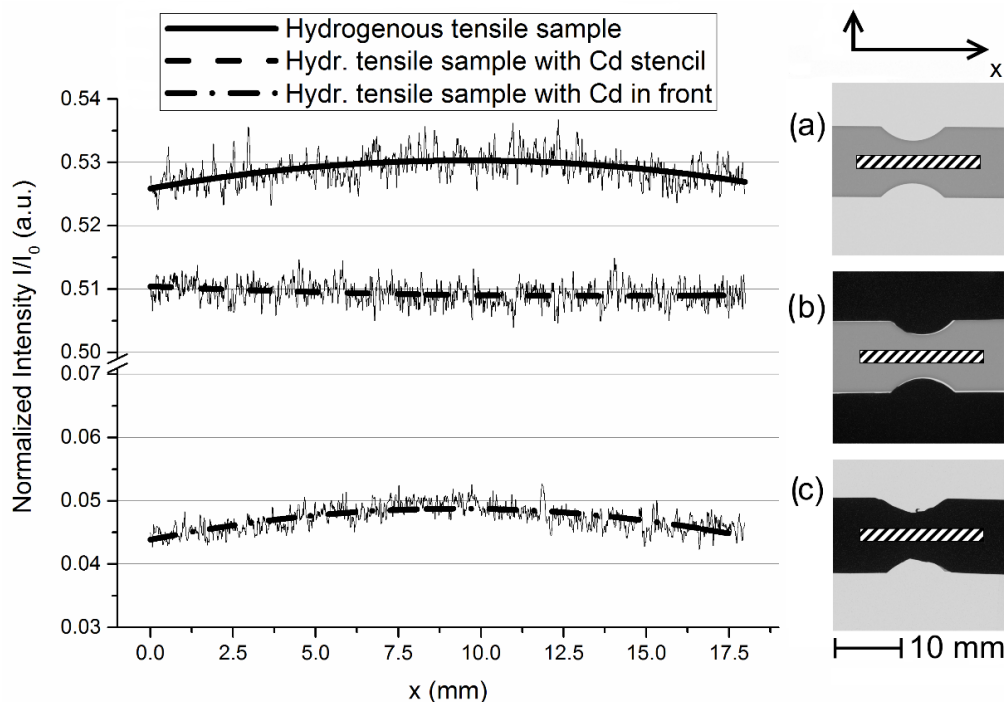 Hydrogenous tensile sample
Hydr. tensile sample with Cd stencil
Hydr. tensile sample with Cd in front
Normalized Intensity I/I0 (a.u.)
0.54
0.53
0.52
0.51
0.50
0.07
0.06
0.05
0.04
0.03
0.0
2.5
5.0
7.5
10.0
12.5
15.0
17.5
x (mm)
x
(a)
(b)
(c)
10 mm